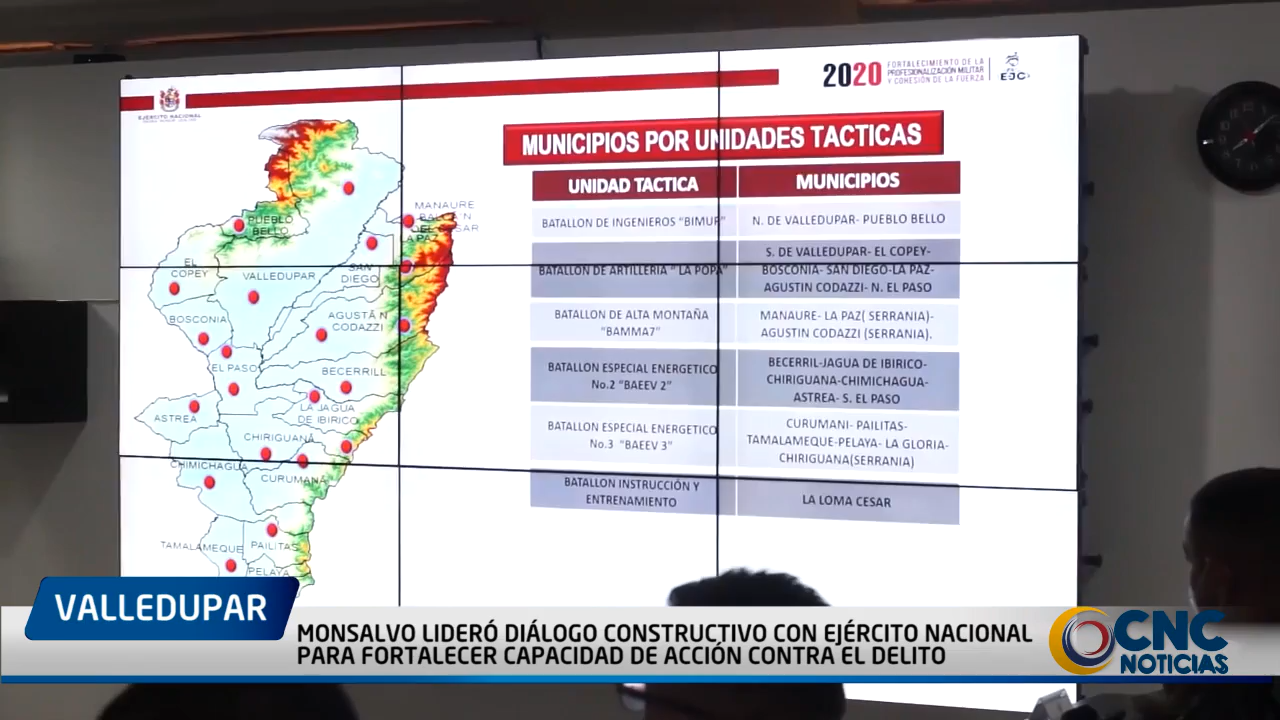 EJERCITO NACIONAL
2020
FORTALECIMIENTO DE LA
PROFESIONALIZACIÓN MILITAR
Y COHESIÓN DE LA FUERZA
EJC
MUNICIPIOS POR UNIDADES TACTICAS
UNIDAD TACTICA
MUNICIPIOS
BATALLON DE INGENIEROS "BIMUR"
N. DE VALLEDUPAR- PUEBLO BELLO
BATALLON DE ARTILLERIA " LA POPA"
S. DE VALLEDUPAR- EL COPEY-
BOSCONIA- SAN DIEGO-LA PAZ-
AGUSTIN CODAZZI- N. EL PASO
BATALLON DE ALTA MONTAÑA
"BAMMA7"
MANAURE- LA PAZ( SERRANIA)-
AGUSTIN CODAZZI (SERRANIA).
BATALLON ESPECIAL ENERGETICO
No.2 "BAEEV 2"
BECERRIL-JAGUA DE IBIRICO-
CHIRIGUANA-CHIMICHAGUA-
ASTREA- S. EL PASO
BATALLON ESPECIAL ENERGETICO
No.3 "BAEEV 3"
CURUMANI- PAILITAS-
TAMALAMEQUE-PELAYA- LA GLORIA-
CHIRIGUANA(SERRANIA)
BATALLON INSTRUCCIÓN Y
ENTRENAMIENTO
LA LOMA CESAR
MANAURE
DEL CESAR
LA PAZ
PUEBLO
BELLO
EL
COPEY
VALLEDUPAR
SAN
DIEGO
BOSCONIA
AGUSTÃ N
CODAZZI
EL PASO
BECERRILL
ASTREA
LA JAGUA
DE IBIRICO
CHIRIGUANÃ
CHIMICHAGUA
CURUMANÃ
TAMALAMEQUE
PAILITAS
PELAYA
VALLEDUPAR
MONSALVO LIDERÓ DIÁLOGO CONSTRUCTIVO CON EJÉRCITO NACIONAL
PARA FORTALECER CAPACIDAD DE ACCIÓN CONTRA EL DELITO
CNC
NOTICIAS